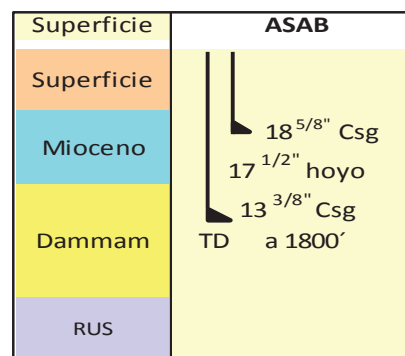 Superficie ASAB
Superficie
18 5/8" Csg
Mioceno
17 1/2" hoyo
13 3/8" Csg
Dammam TD a 1800´
RUS